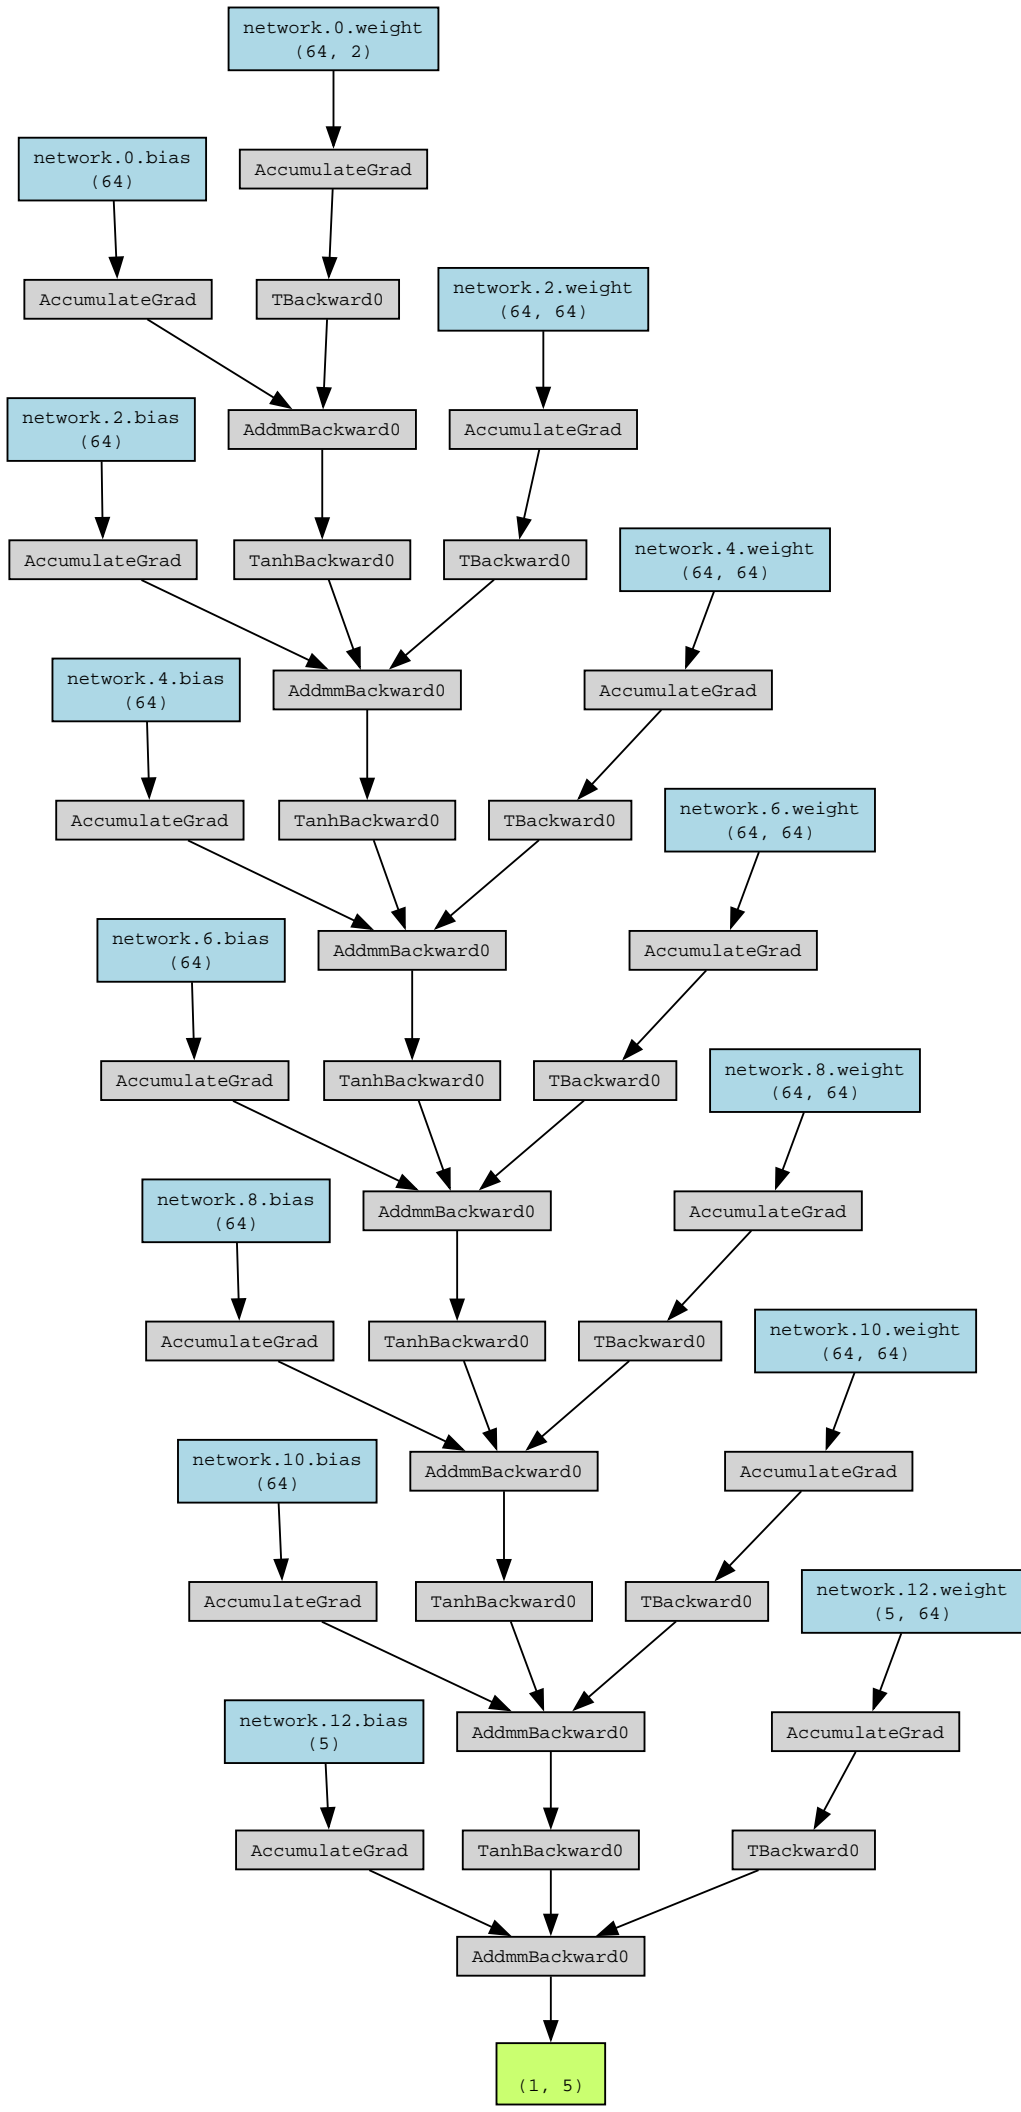 network.0.weight
(64, 2)
network.0.bias
(64)
AccumulateGrad
AccumulateGrad
TBackward0
network.2.weight
(64, 64)
network.2.bias
(64)
AddmmBackward0
AccumulateGrad
AccumulateGrad
TanhBackward0
TBackward0
network.4.weight
(64, 64)
network.4.bias
(64)
AddmmBackward0
AccumulateGrad
AccumulateGrad
TanhBackward0
TBackward0
network.6.weight
(64, 64)
network.6.bias
(64)
AddmmBackward0
AccumulateGrad
AccumulateGrad
TanhBackward0
TBackward0
network.8.weight
(64, 64)
network.8.bias
(64)
AddmmBackward0
AccumulateGrad
AccumulateGrad
TanhBackward0
TBackward0
network.10.weight
(64, 64)
network.10.bias
(64)
AddmmBackward0
AccumulateGrad
AccumulateGrad
TanhBackward0
TBackward0
network.12.weight
(5, 64)
network.12.bias
(5)
AddmmBackward0
AccumulateGrad
AccumulateGrad
TanhBackward0
TBackward0
AddmmBackward0
(1, 5)